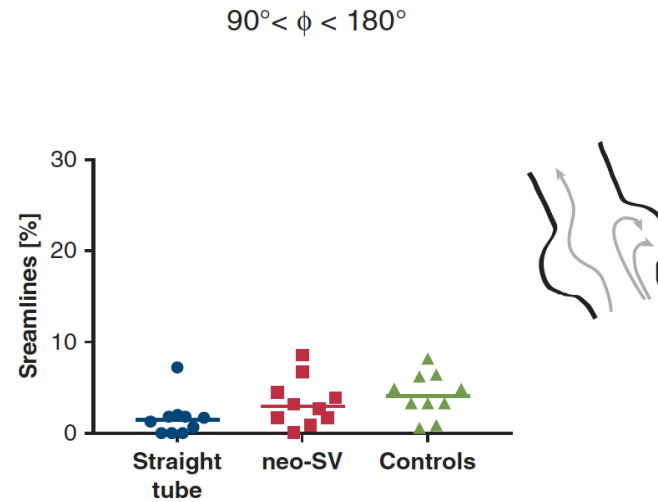 90°< ϕ < 180°
30
20
10
0
Sreamlines [%]
Straight tube
neo-SV
Controls